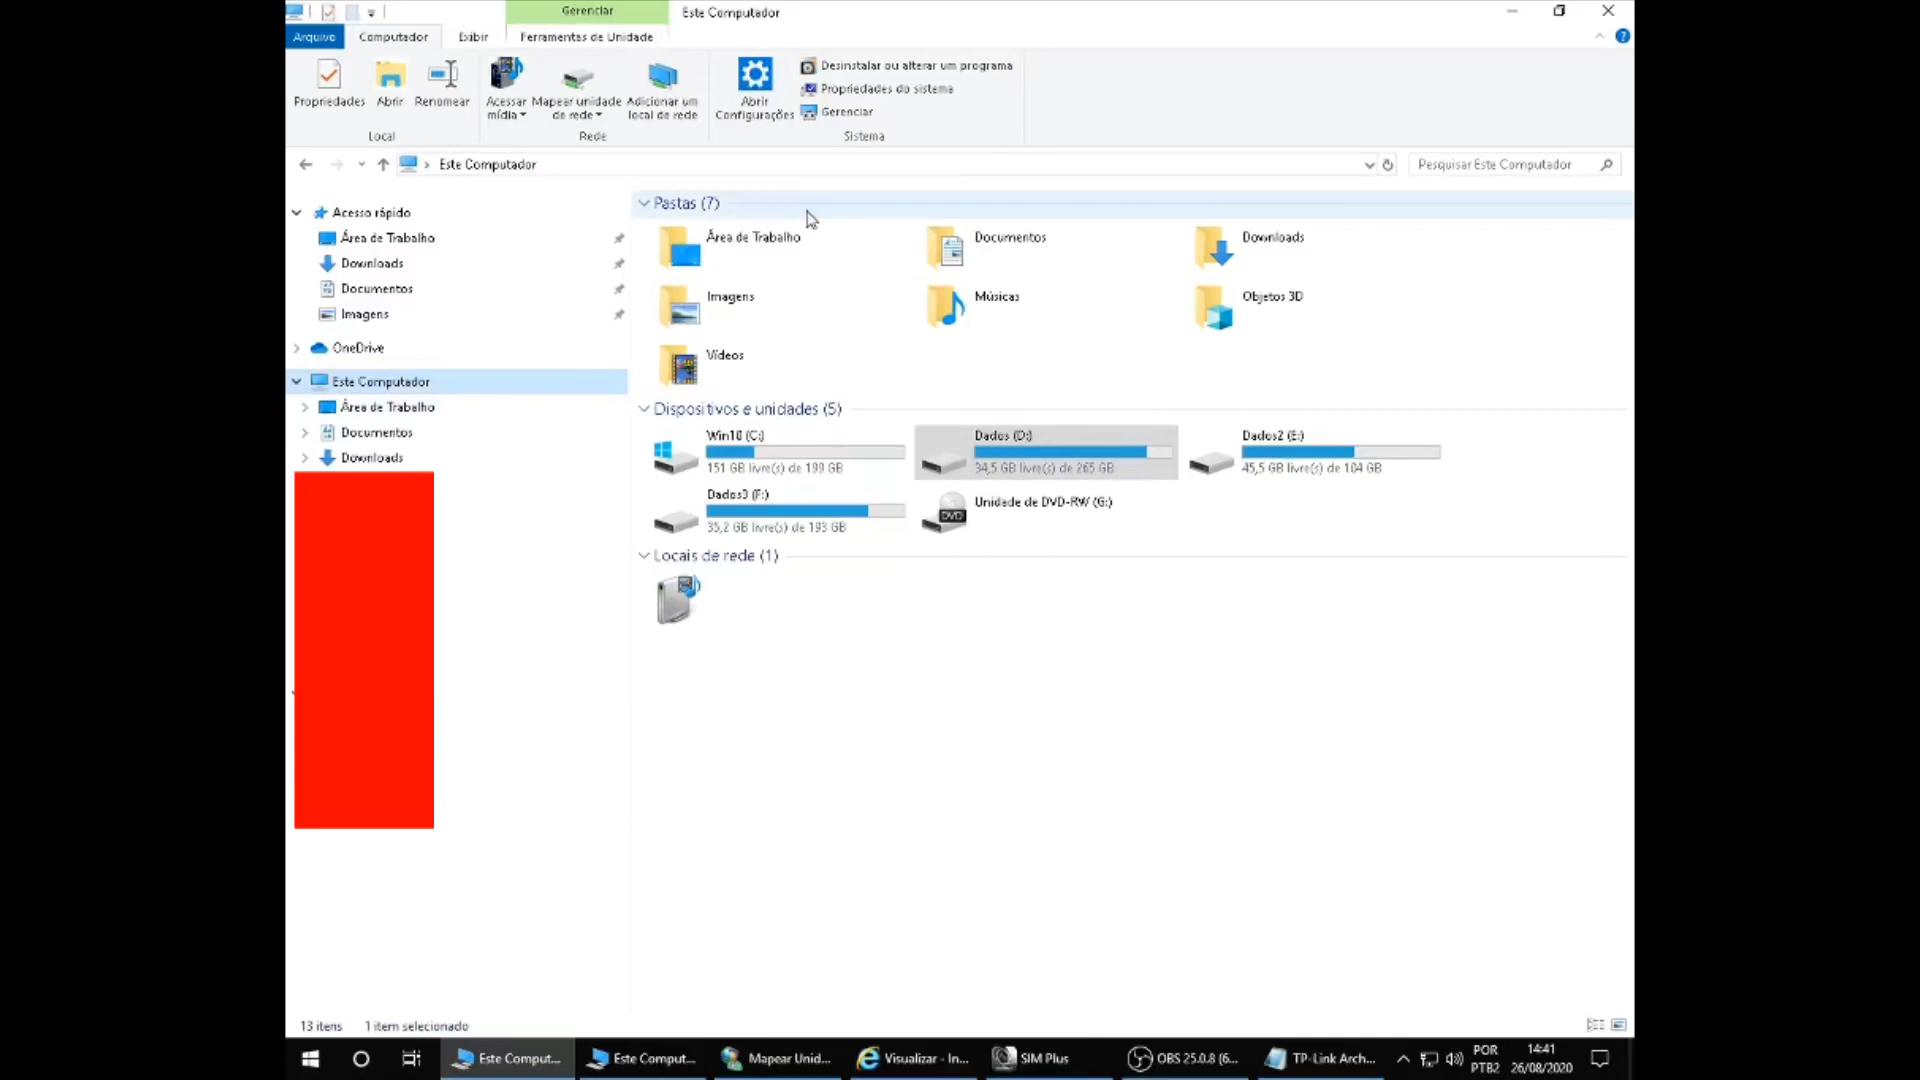 Gerenciar
Este Computador
Arquivo
Computador
Exibir
Ferramentas de Unidade
Propriedades
Abrir
Renomear
Acessar
mídia
Mapear unidade
de rede
Adicionar um
local de rede
Abrir
Configurações
Desinstalar ou alterar um programa
Propriedades do sistema
Gerenciar
Local
Rede
Sistema
Este Computador
Pesquisar Este Computador
Acesso rápido
Área de Trabalho
Downloads
Documentos
Imagens
OneDrive
Este Computador
Área de Trabalho
Documentos
Downloads
Pastas (7)
Área de Trabalho
Documentos
Downloads
Imagens
Músicas
Objetos 3D
Vídeos
Dispositivos e unidades (5)
Win10 (C:)
151 GB livre(s) de 199 GB
Dados (D:)
34,5 GB livre(s) de 265 GB
Dados2 (E:)
45,5 GB livre(s) de 104 GB
Dados3 (F:)
35,2 GB livre(s) de 193 GB
Unidade de DVD-RW (G:)
DVD
Locais de rede (1)
13 itens
1 item selecionado
Este Comput...
Este Comput...
Mapear Unid...
Visualizar - In...
SIM Plus
OBS 25.0.8 (6...
TP-Link Arch...
POR
PTB2
14:41
26/08/2020